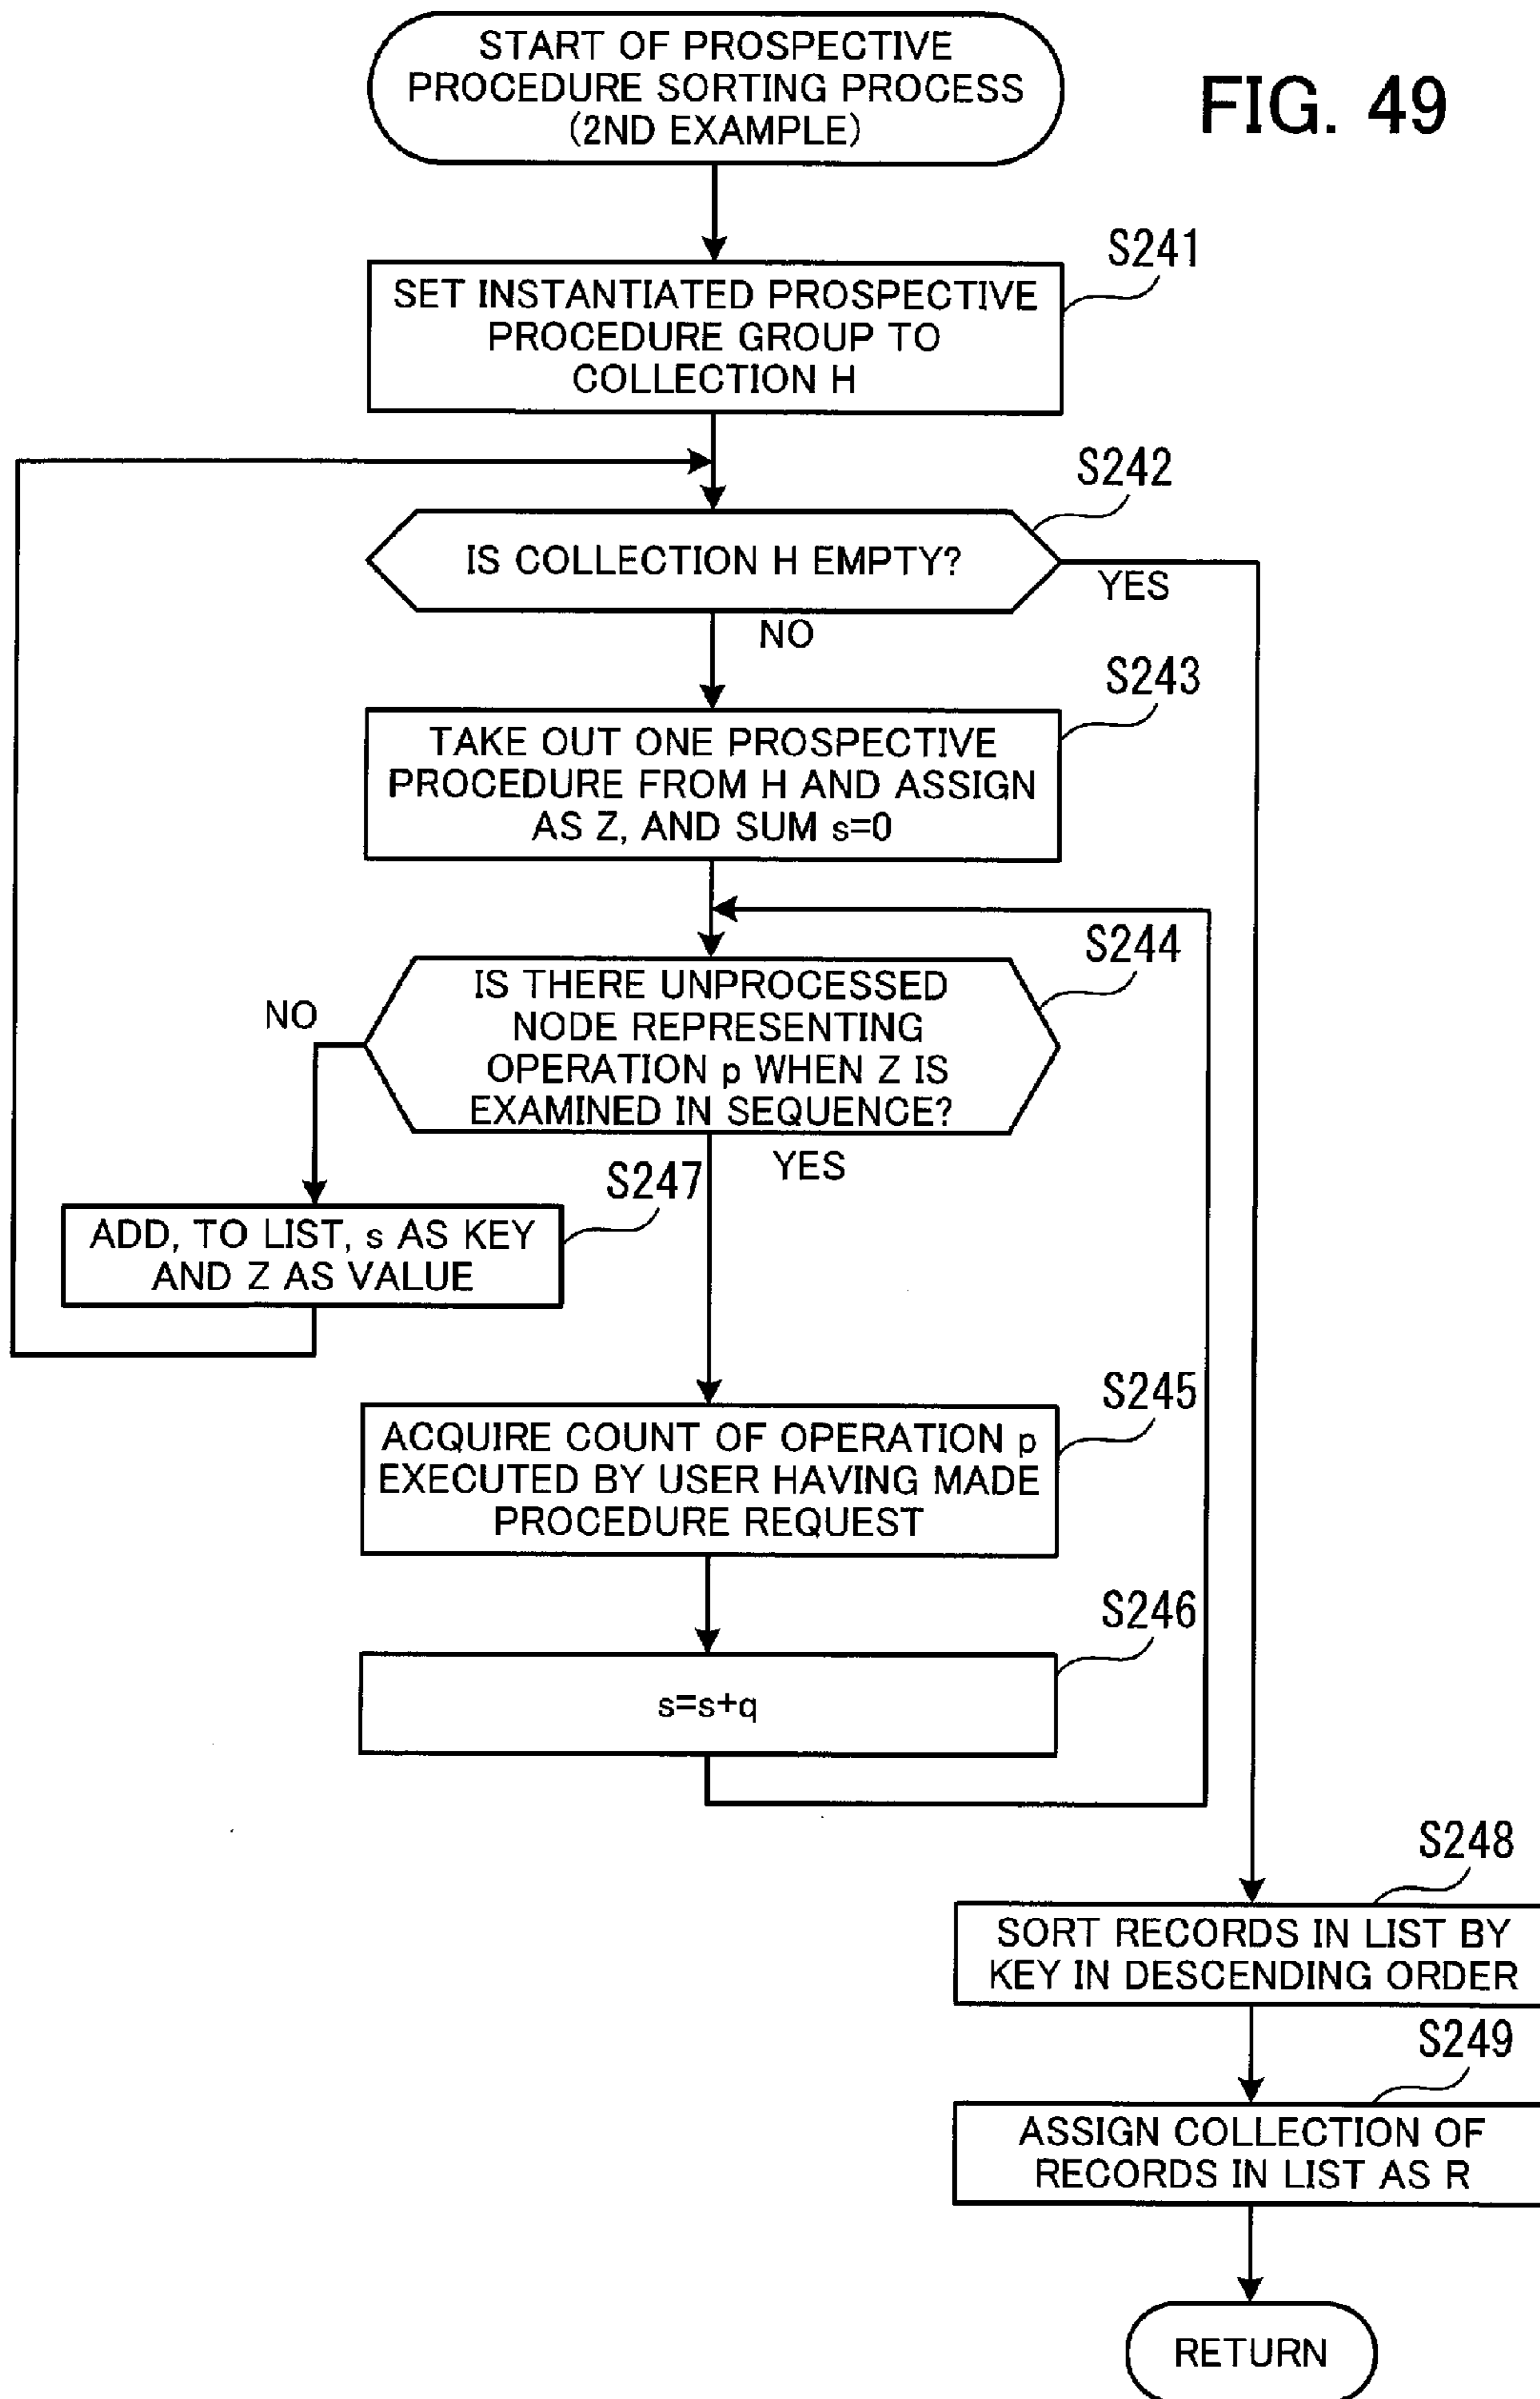 START OF PROSPECTIVE
PROCEDURE SORTING PROCESS
(2ND EXAMPLE)
FIG. 49
S241
SET INSTANTIATED PROSPECTIVE
PROCEDURE GROUP TO
COLLECTION H
S242
IS COLLECTION H EMPTY?
YES
NO
S243
TAKE OUT ONE PROSPECTIVE
PROCEDURE FROM H AND ASSIGN
AS Z, AND SUM s=0
S244
IS THERE UNPROCESSED
NODE REPRESENTING
OPERATION p WHEN Z IS
EXAMINED IN SEQUENCE?
NO
YES
S247
ADD, TO LIST, s AS KEY
AND Z AS VALUE
S245
ACQUIRE COUNT OF OPERATION p
EXECUTED BY USER HAVING MADE
PROCEDURE REQUEST
S246
s=s+q
S248
SORT RECORDS IN LIST BY
KEY IN DESCENDING ORDER
S249
ASSIGN COLLECTION OF
RECORDS IN LIST AS R
RETURN